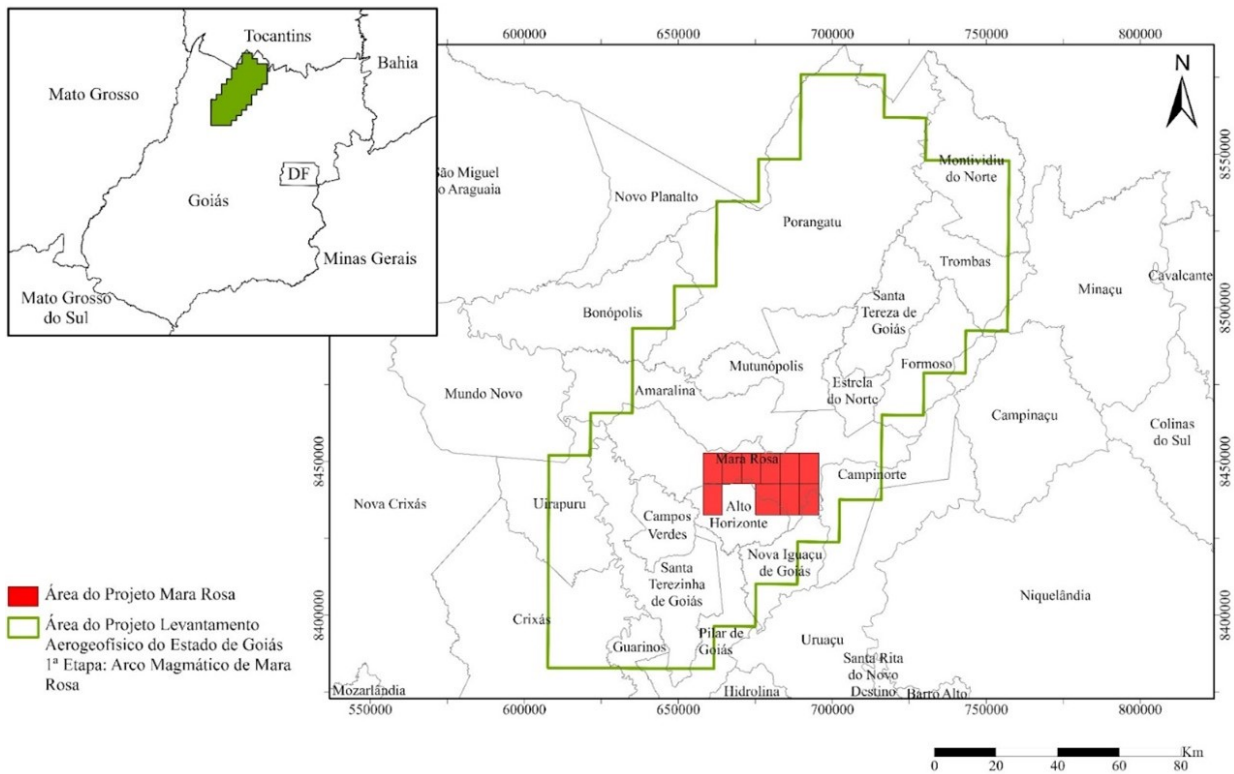 Tocantins
Bahia
Mato Grosso
DF
Goiás
Minas Gerais
Mato Grosso
do Sul
600000
650000
700000
750000
800000
N
8550000
8500000
8450000
8400000
8450000
8400000
São Miguel
o Araguaia
Novo Planalto
Montividiu
do Norte
Porangatu
Trombas
Cavalcante
Minaçu
Bonópolis
Santa
Tereza de
Goiás
Mutunópolis
Formoso
Mundo Novo
Amaralina
Estrela
do Norte
Campinaçu
Colinas
do Sul
Mara Rosa
Campinorte
Nova Crixás
Uirapuru
Alto
Horizonte
Campos
Verdes
Nova Iguaçu
de Goiás
Santa
Terezinha
de Goiás
Niquelândia
Crixás
Guarinos
Pilar de
Goiás
Uruaçu
Santa Rita
do Novo
Destino
Mozarlândia
Hidrolina
Barro Alto
550000
600000
650000
700000
750000
800000
Área do Projeto Mara Rosa
Área do Projeto Levantamento
Aerogeofísico do Estado de Goiás
1ª Etapa: Arco Magmático de Mara
Rosa
Km
0
20
40
60
80